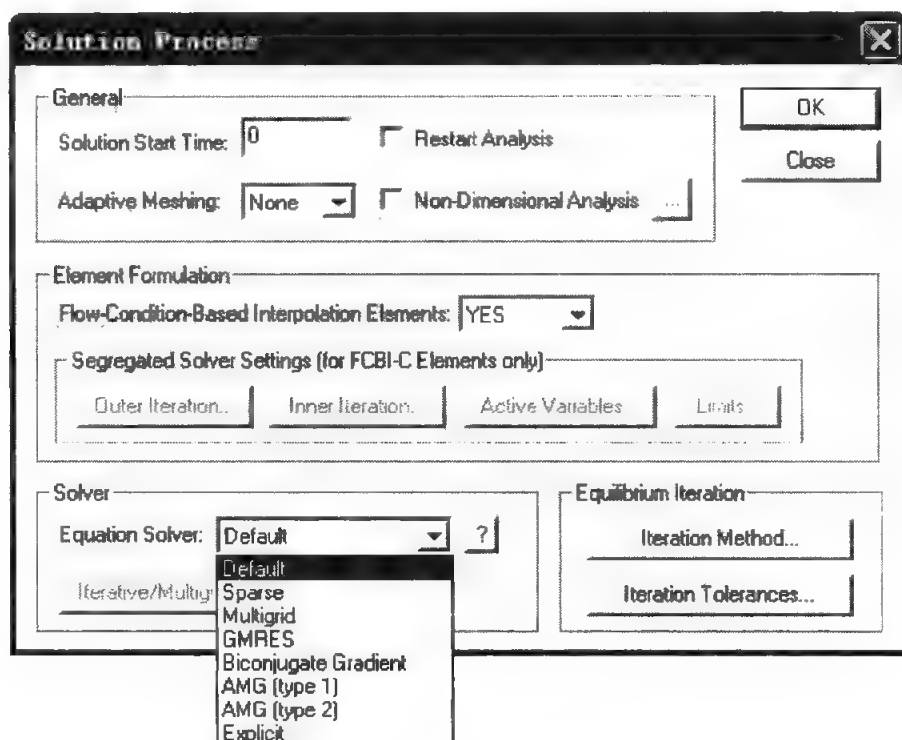 Solution Process
General
Solution Start Time: 0
Restart Analysis
Adaptive Meshing: None
Non-Dimensional Analysis ...
OK
Close
Element Formulation
Flow-Condition-Based Interpolation Elements: YES
Segregated Solver Settings (for FCBI-C Elements only)
Outer Iteration..
Inner Iteration.
Active Variables
Limits
Solver
Equation Solver: Default ?
Iterative/Multig
Default
Sparse
Multigrid
GMRES
Biconjugate Gradient
AMG (type 1)
AMG (type 2)
Explicit
Equilibrium Iteration
Iteration Method...
Iteration Tolerances...